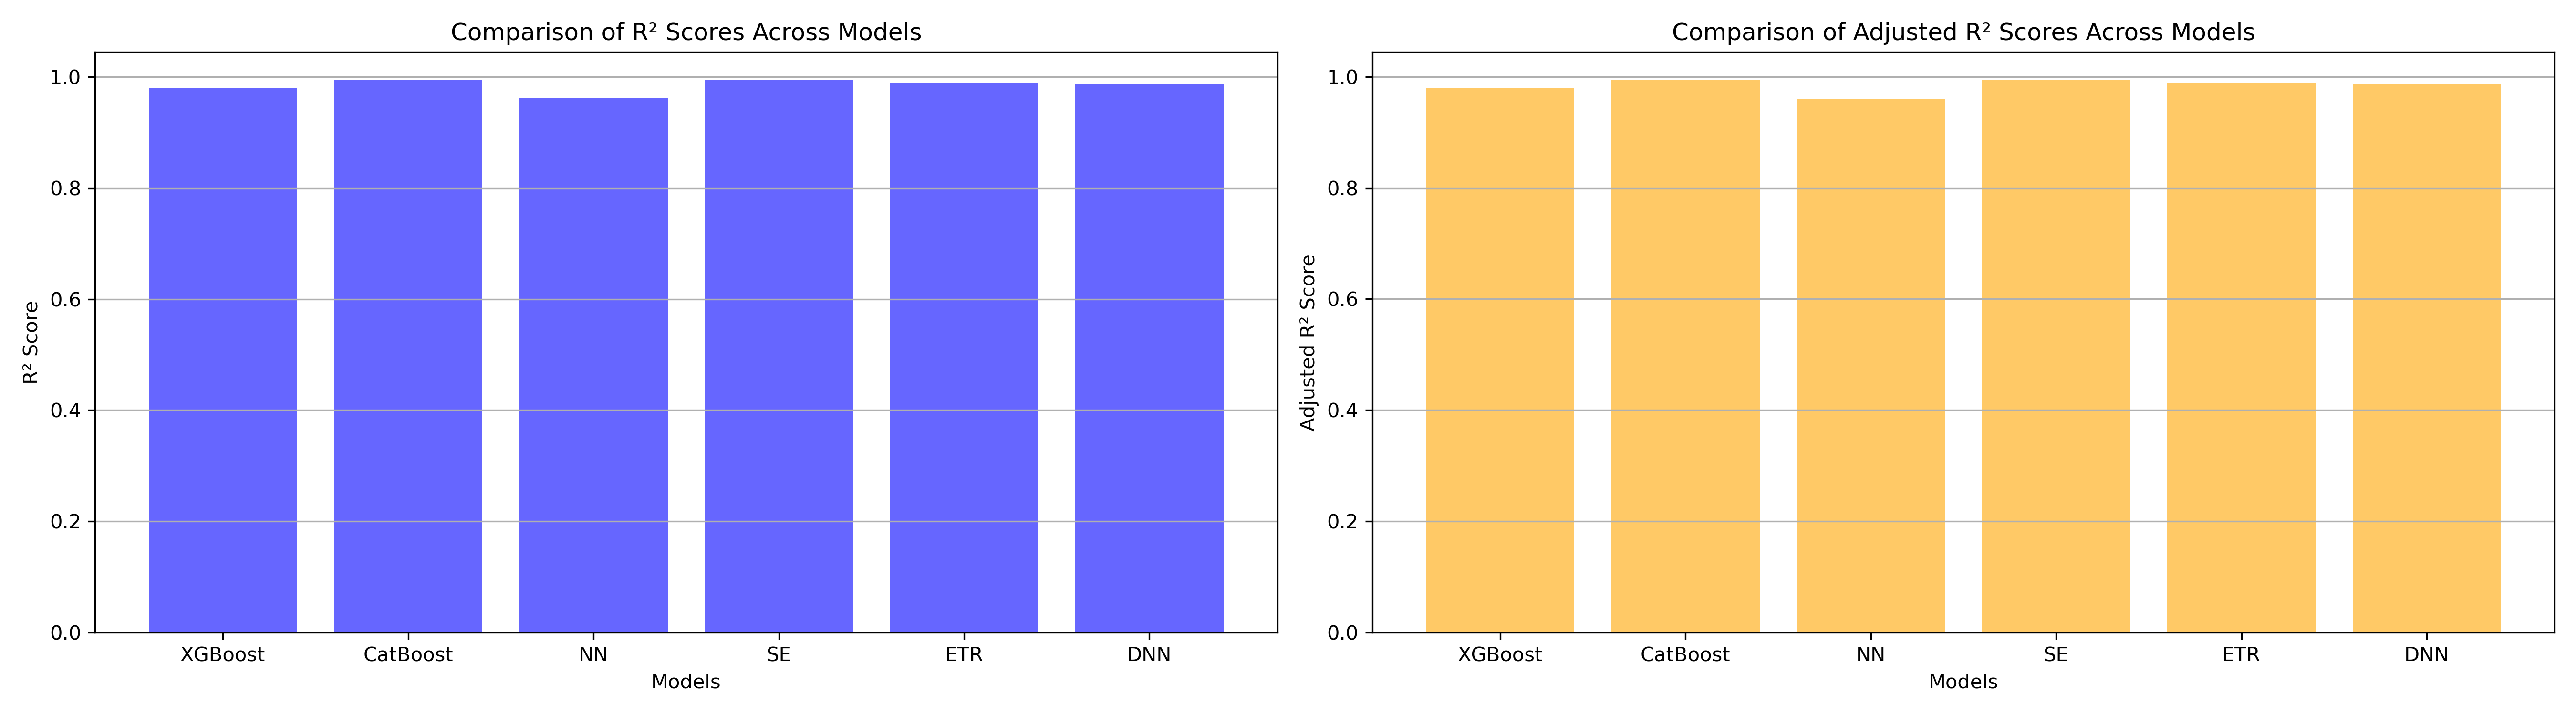 Comparison of R² Scores Across Models
R² Score
1.0
0.8
0.6
0.4
0.2
0.0
XGBoost CatBoost NN SE ETR DNN
Models
Comparison of Adjusted R² Scores Across Models
Adjusted R² Score
1.0
0.8
0.6
0.4
0.2
0.0
XGBoost CatBoost NN SE ETR DNN
Models